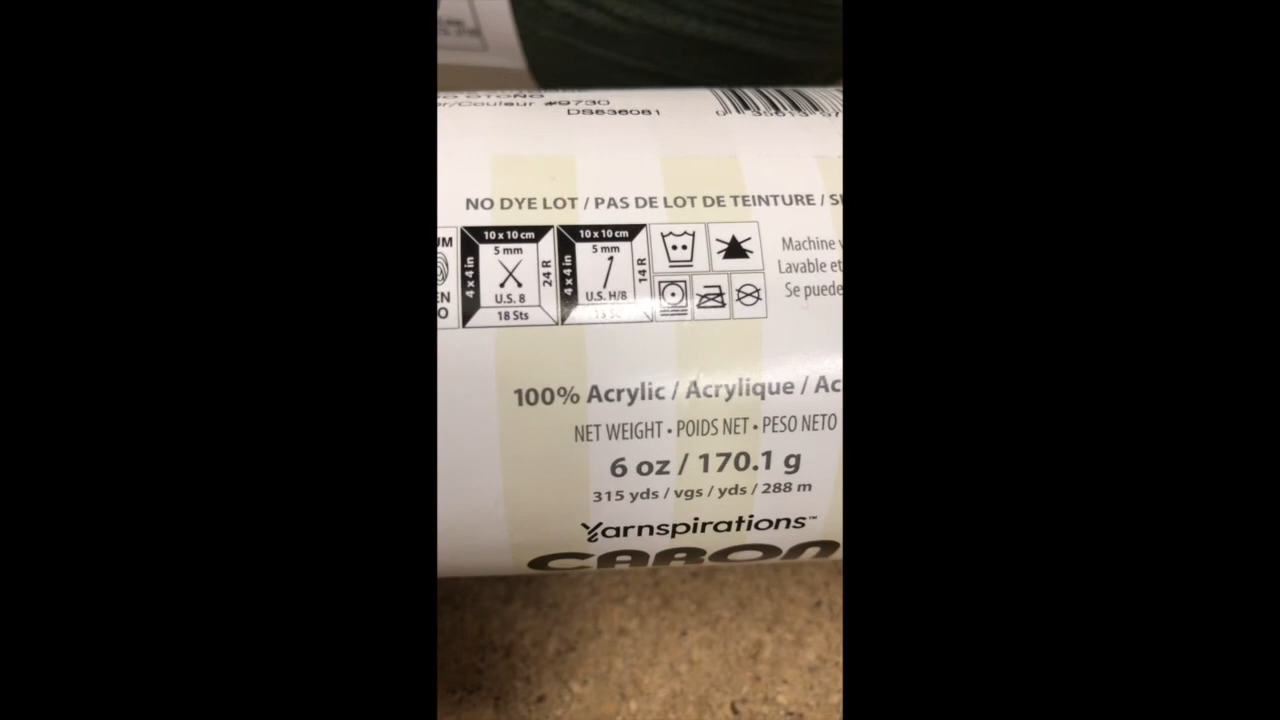 OTOÑO
/Couleur #9730
DS636061
NO DYE LOT / PAS DE LOT DE TEINTURE / S
10 x 10 cm
5 mm
4 x 4 in
24 R
U.S. 8
18 Sts
10 x 10 cm
5 mm
4 x 4 in
14 R
U.S. H/8
Machine
Lavable et
Se puede
100% Acrylic / Acrylique / Ac
NET WEIGHT • POIDS NET • PESO NETO
6 oz / 170.1 g
315 yds / vgs / yds / 288 m
Yarnspirations™
CARON